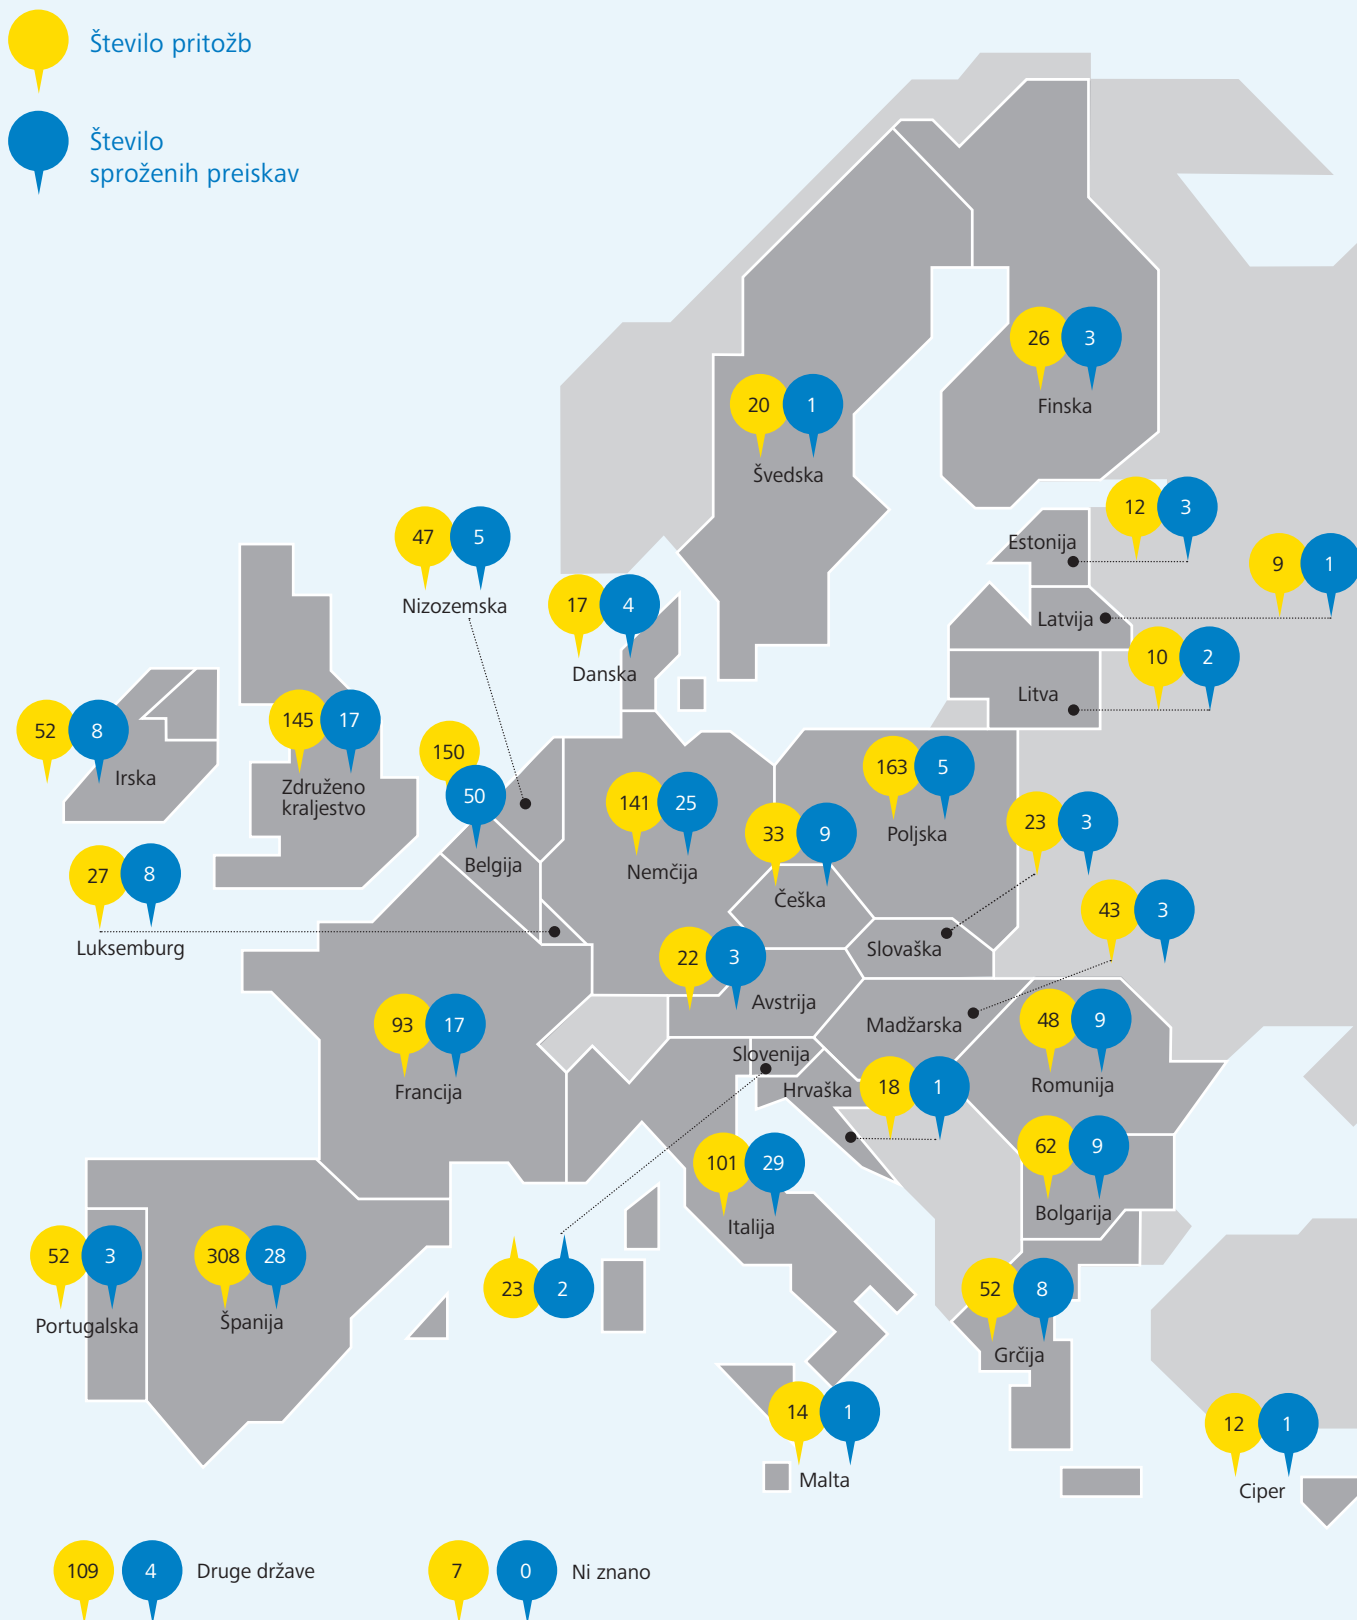 Število pritožb
Število
sproženih preiskav
26
3
Finska
20
1
Švedska
12
3
Estonija
47
5
Nizozemska
9
1
Latvija
17
4
Danska
10
2
Litva
52
8
Irska
145
17
Združeno
kraljestvo
150
50
Belgija
141
25
Nemčija
163
5
Poljska
33
9
Češka
23
3
Slovaška
27
8
Luksemburg
43
3
Madžarska
22
3
Avstrija
93
17
Francija
48
9
Romunija
Slovenija
Hrvaška
18
1
62
9
Bolgarija
101
29
Italija
52
3
Portugalska
308
28
Španija
23
2
52
8
Grčija
14
1
Malta
12
1
Ciper
109
4
Druge države
7
0
Ni znano